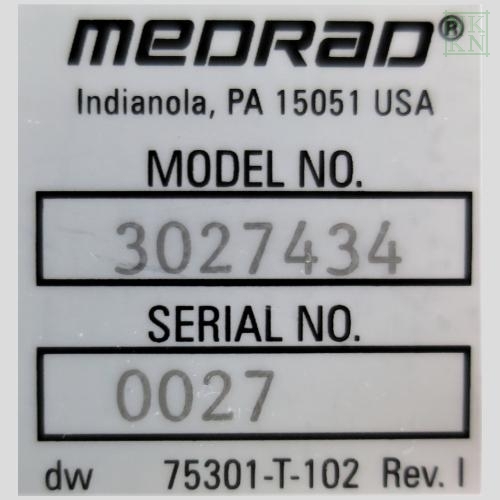 MEDRAD®
Indianola, PA 15051 USA
MODEL NO.
3027434
SERIAL NO.
0027
dw 75301-T-102 Rev. I